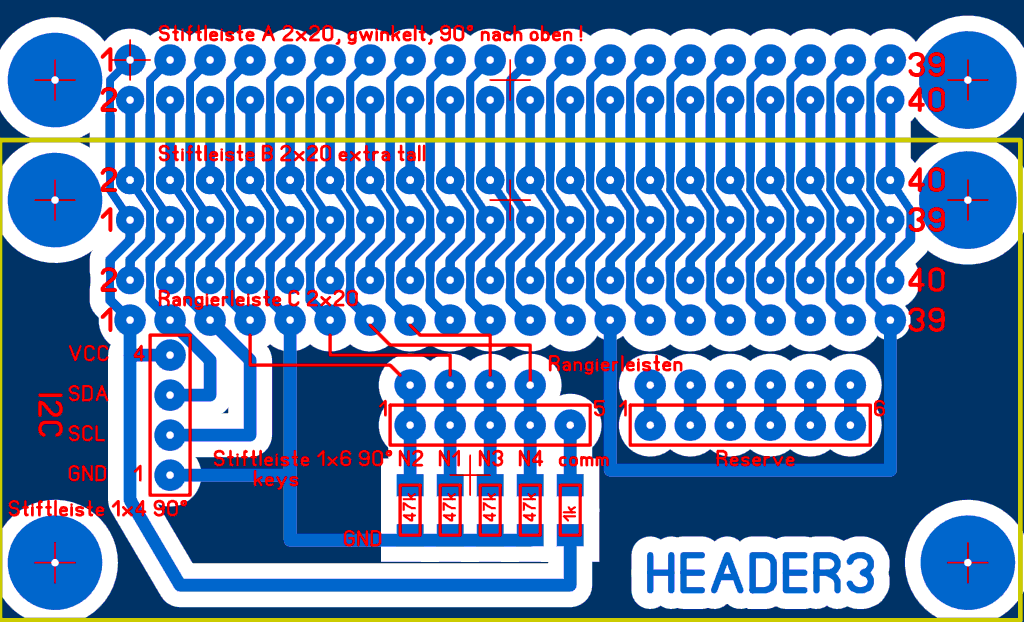 Stiftleiste A 2x20, gwinkelt, 90° nach oben !
1 39
2 40
Stiftleiste B 2x20 extra tall
2 40
1 39
2 40
Rangierleiste C 2x20
1 39
VCC 4
Rangierleisten
SDA
1 5 1 6
I2C
SCL
Stiftleiste 1x6 90° N2 N1 N3 N4 comm Reserve
GND 1 keys
47k 47k 47k 47k 1k
Stiftleiste 1x4 90°
GND
HEADER3